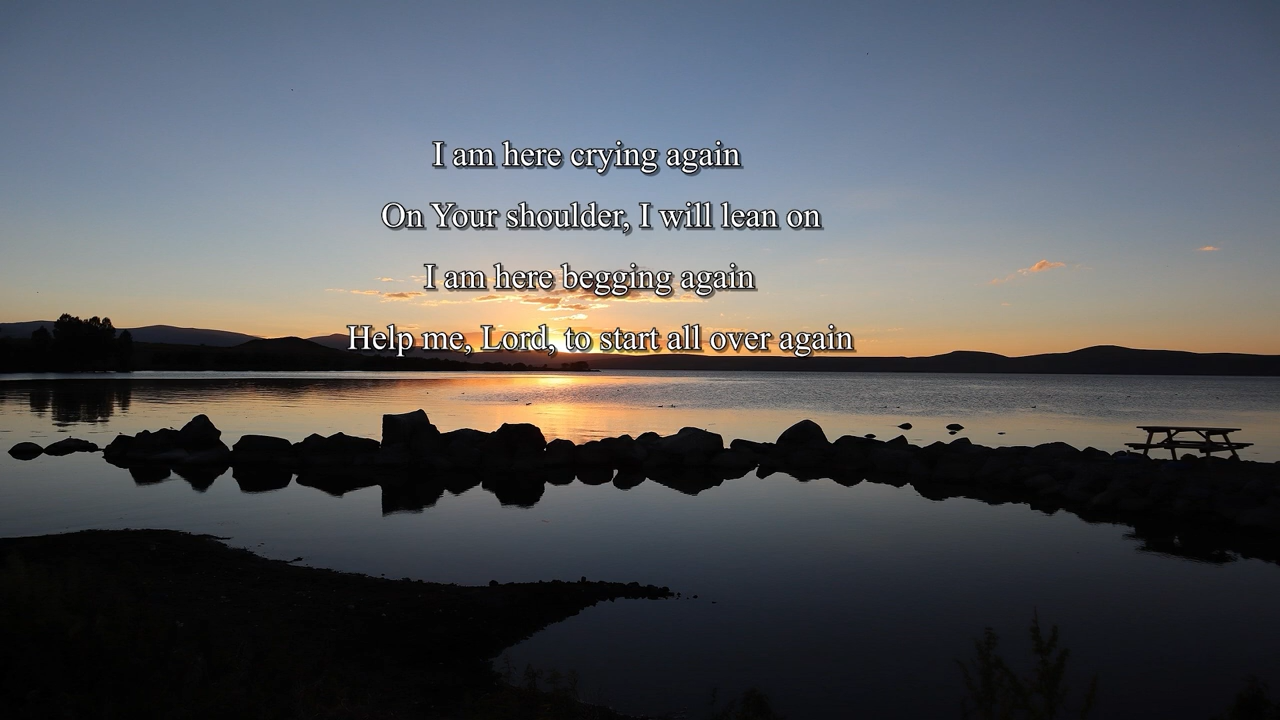 I am here crying again
On Your shoulder, I will lean on
I am here begging again
Help me, Lord, to start all over again